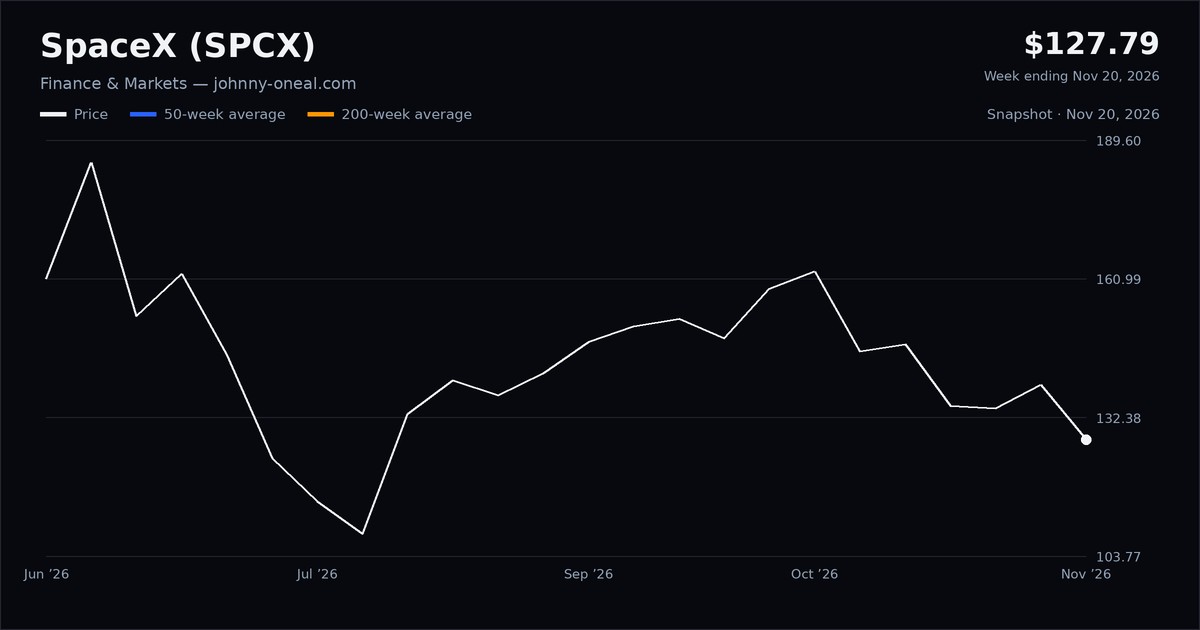 SpaceX (SPCX)
$127.79
Finance & Markets — johnny-oneal.com
Week ending Nov 20, 2026
Price
50-week average
200-week average
Snapshot · Nov 20, 2026
189.60
160.99
132.38
103.77
Jun ’26
Jul ’26
Sep ’26
Oct ’26
Nov ’26